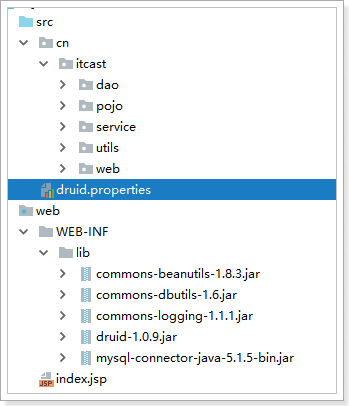 src
cn
itcast
dao
pojo
service
utils
web
druid.properties
web
WEB-INF
lib
commons-beanutils-1.8.3.jar
commons-dbutils-1.6.jar
commons-logging-1.1.1.jar
druid-1.0.9.jar
mysql-connector-java-5.1.5-bin.jar
JSP index.jsp